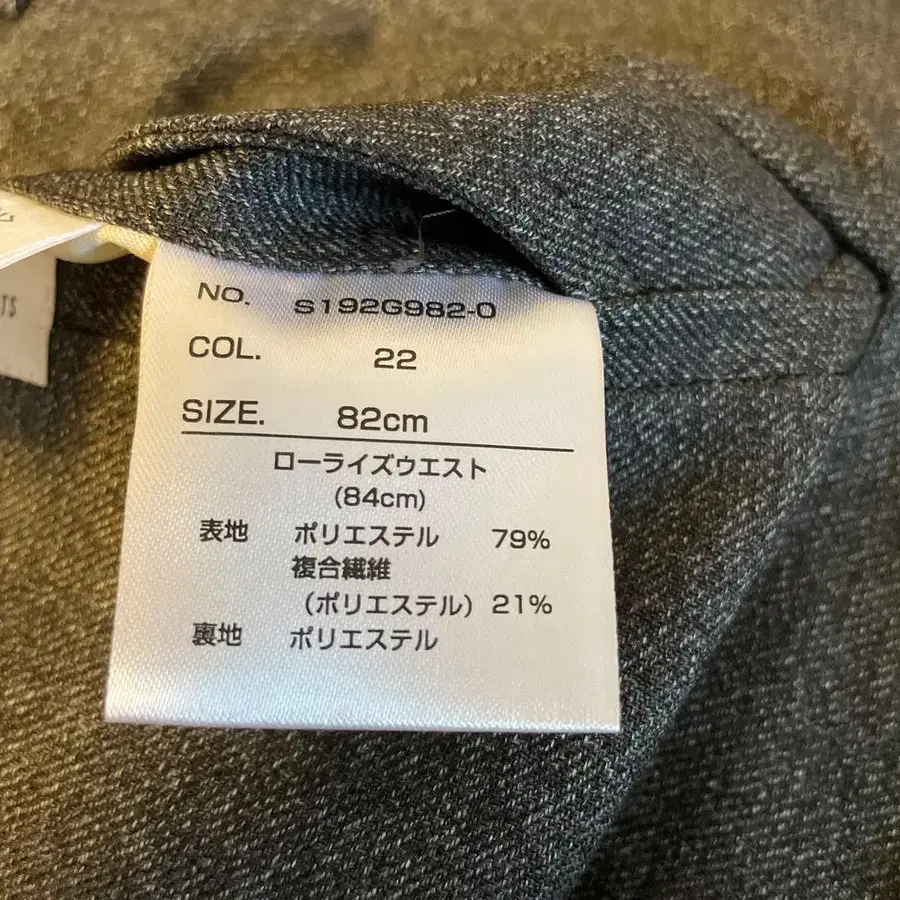 NO. S192G982-0
COL. 22
SIZE. 82cm
ローライズウエスト
(84cm)
表地 ポリエステル 79%
複合繊維
（ポリエステル）21%
裏地 ポリエステル
TS